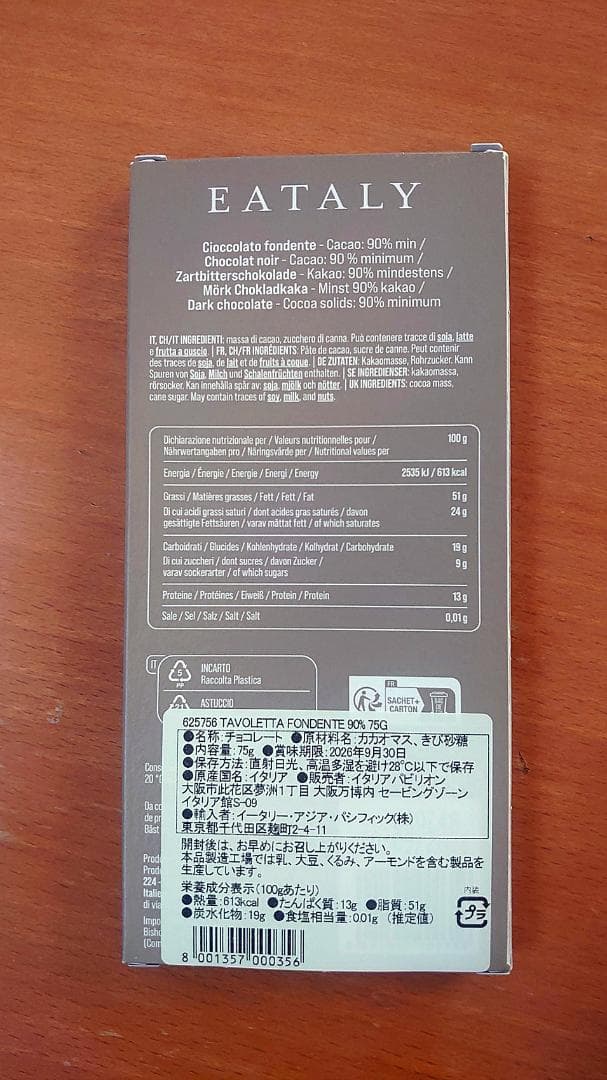 EATALY
Cioccolato fondente - Cacao: 90% min /
Chocolat noir - Cacao: 90 % minimum /
Zartbitterschokolade - Kakao: 90% mindestens /
Mörk Chokladkaka - Minst 90% kakao /
Dark chocolate - Cocoa solids: 90% minimum
IT, CH/IT INGREDIENTI: massa di cacao, zucchero di canna. Può contenere tracce di soia, latte
e frutta a guscio. | FR, CH/FR INGRÉDIENTS: Pâte de cacao, sucre de canne. Peut contenir
des traces de soja, de lait et de fruits à coque. | DE ZUTATEN: Kakaomasse, Rohrzucker. Kann
Spuren von Soja, Milch und Schalenfrüchten enthalten. | SE INGREDIENSER: kakaomassa,
rörsocker. Kan innehålla spår av: soja, mjölk och nötter. | UK INGREDIENTS: cocoa mass,
cane sugar. May contain traces of soy, milk, and nuts.
Dichiarazione nutrizionale per / Valeurs nutritionnelles pour / 100 g
Nährwertangaben pro / Näringsvärde per / Nutritional values per
Energia / Énergie / Energie / Energi / Energy 2535 kJ / 613 kcal
Grassi / Matières grasses / Fett / Fett / Fat 51 g
Di cui acidi grassi saturi / dont acides gras saturés / davon 24 g
gesättigte Fettsäuren / varav mättat fett / of which saturates
Carboidrati / Glucides / Kohlenhydrate / Kolhydrat / Carbohydrate 19 g
Di cui zuccheri / dont sucres / davon Zucker / 9 g
varav sockerarter / of which sugars
Proteine / Protéines / Eiweiß / Protein / Protein 13 g
Sale / Sel / Salz / Salt / Salt 0,01 g
IT
5
PP
INCARTO
Raccolta Plastica
ASTUCCIO
FR
SACHET+
CARTON
625756 TAVOLETTA FONDENTE 90% 75G
●名称:チョコレート ●原材料名:カカオマス、きび砂糖
●内容量:75g ●賞味期限:2026年9月30日
●保存方法:直射日光、高温多湿を避け28℃以下で保存
●原産国名:イタリア ●販売者:イタリアパビリオン
大阪市此花区夢洲1丁目 大阪万博内 セービングゾーン
イタリア館S-09
●輸入者:イータリー・アジア・パシフィック(株)
東京都千代田区麹町2-4-11
開封後は、お早めにお召し上がりください。
本品製造工場では乳、大豆、くるみ、アーモンドを含む製品を
生産しています。
栄養成分表示(100gあたり)
●熱量:613kcal ●たんぱく質:13g ●脂質:51g
●炭水化物:19g ●食塩相当量:0.01g (推定値)
内装
プラ
8 001357 000356